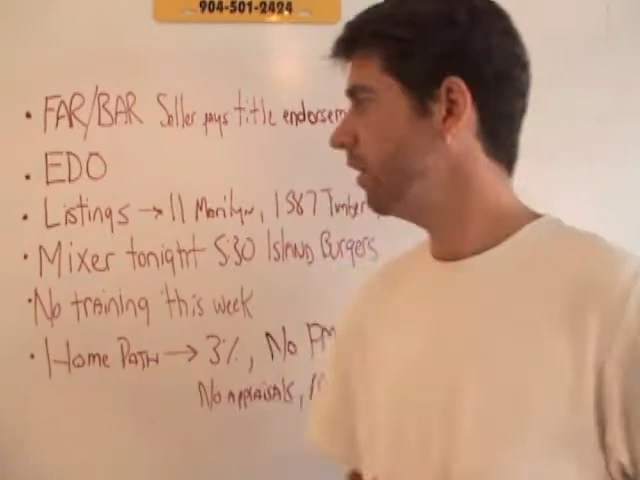 904-501-2424
• FAR/BAR Seller pays title endorsem
• EDO
• Listings → 11 Marilyn, 1587 Timber
• Mixer tonight 5:30 Island Burgers
• No training this week
• Home Path → 3%, No PM
No appraisals,